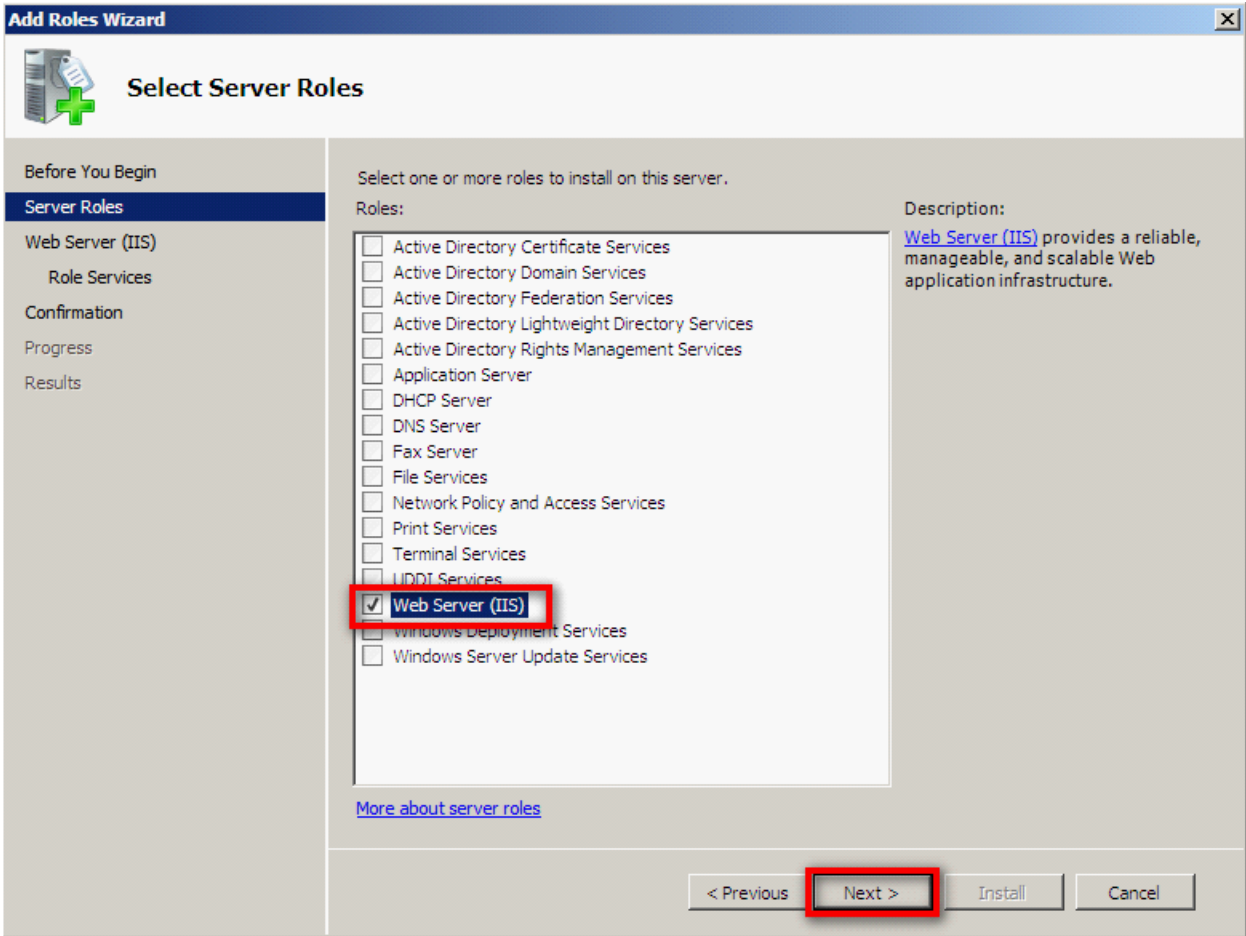 Add Roles Wizard
Select Server Roles
Before You Begin
Server Roles
Web Server (IIS)
Role Services
Confirmation
Progress
Results
Select one or more roles to install on this server.
Roles:
Active Directory Certificate Services
Active Directory Domain Services
Active Directory Federation Services
Active Directory Lightweight Directory Services
Active Directory Rights Management Services
Application Server
DHCP Server
DNS Server
Fax Server
File Services
Network Policy and Access Services
Print Services
Terminal Services
UDDI Services
Web Server (IIS)
Windows Deployment Services
Windows Server Update Services
More about server roles
Description:
Web Server (IIS) provides a reliable,
manageable, and scalable Web
application infrastructure.
< Previous
Next >
Install
Cancel